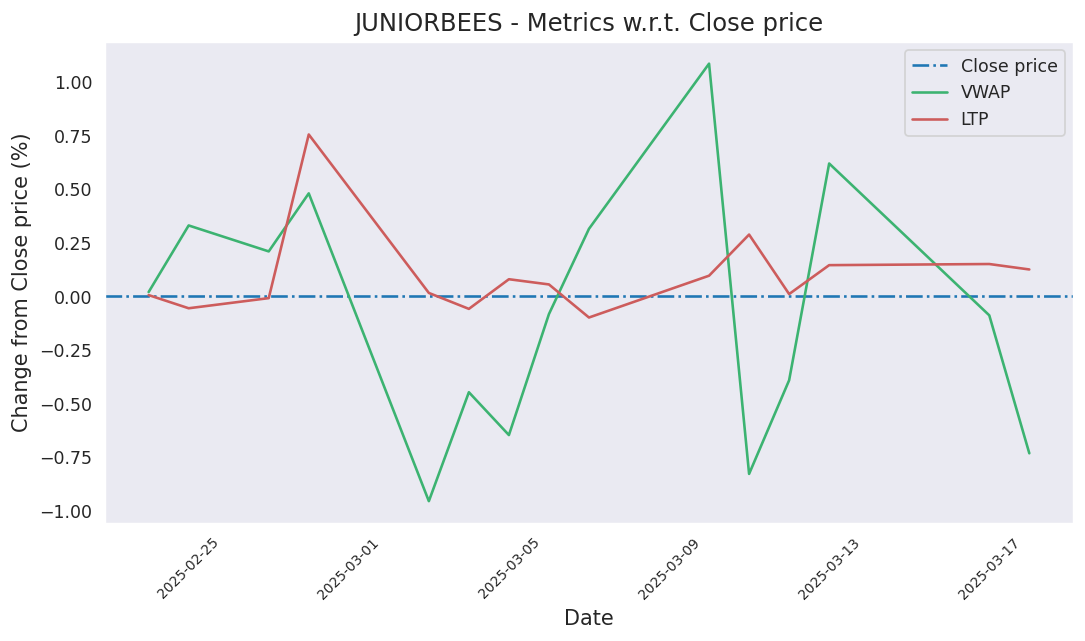 JUNIORBEES - Metrics w.r.t. Close price
Close price
VWAP
LTP
Change from Close price (%)
1.00
0.75
0.50
0.25
0.00
−0.25
−0.50
−0.75
−1.00
2025-02-25
2025-03-01
2025-03-05
2025-03-09
2025-03-13
2025-03-17
Date